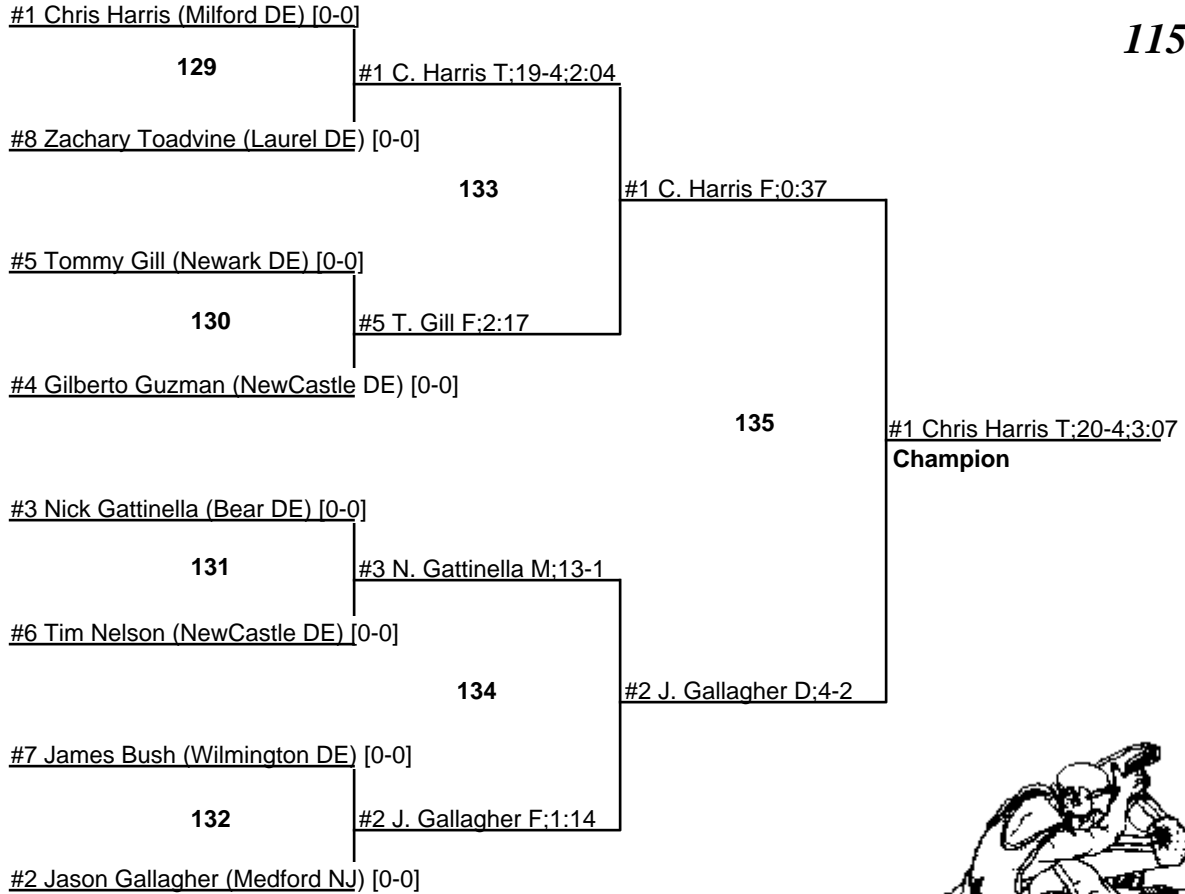 #1 Chris Harris (Milford DE) [0-0]
115
129
#1 C. Harris T;19-4;2:04
#8 Zachary Toadvine (Laurel DE) [0-0]
133
#1 C. Harris F;0:37
#5 Tommy Gill (Newark DE) [0-0]
130
#5 T. Gill F;2:17
#4 Gilberto Guzman (NewCastle DE) [0-0]
135
#1 Chris Harris T;20-4;3:07
Champion
#3 Nick Gattinella (Bear DE) [0-0]
131
#3 N. Gattinella M;13-1
#6 Tim Nelson (NewCastle DE) [0-0]
134
#2 J. Gallagher D;4-2
#7 James Bush (Wilmington DE) [0-0]
132
#2 J. Gallagher F;1:14
#2 Jason Gallagher (Medford NJ) [0-0]